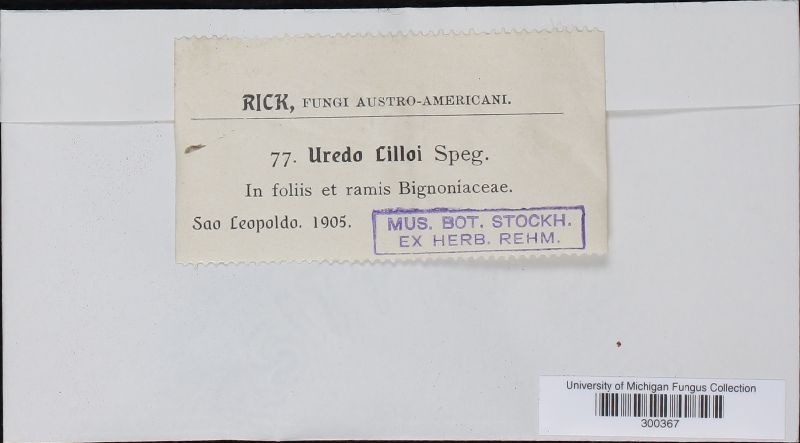 RICK, FUNGI AUSTRO-AMERICANI.
77. Uredo Lilloi Speg.
In foliis et ramis Bignoniaceae.
Sao Leopoldo. 1905.
MUS. BOT. STOCKH.
EX HERB. REHM.
University of Michigan Fungus Collection
300367